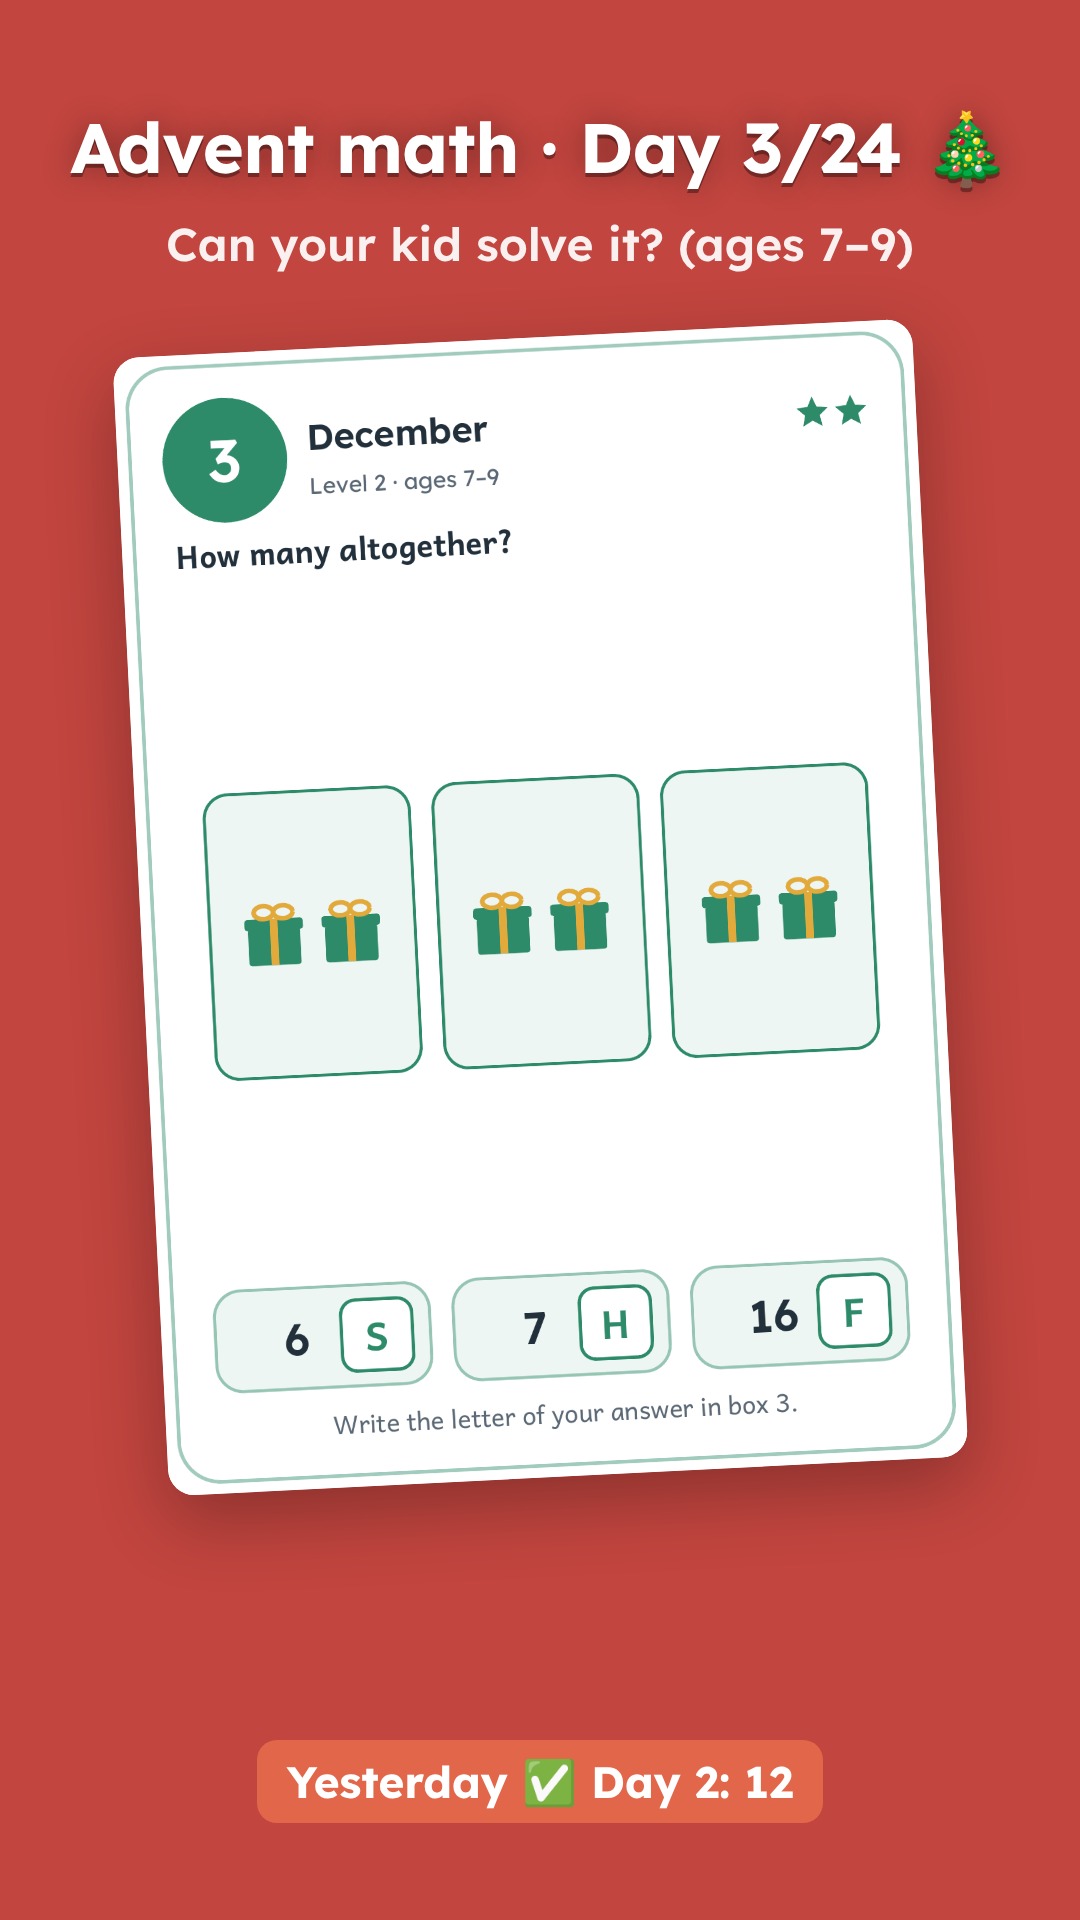 Advent math · Day 3/24 🎄
Can your kid solve it? (ages 7–9)
3
December
Level 2 · ages 7–9
How many altogether?
6 S
7 H
16 F
Write the letter of your answer in box 3.
Yesterday ✅ Day 2: 12